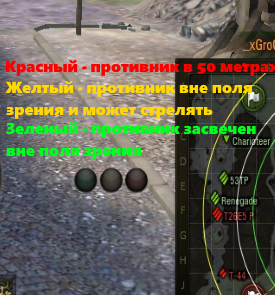 _xGro
Красный - противник в 50 метрах
Желтый - противник вне поля
зрения и может стрелять
Зеленый - противник засвечен
вне поля зрения
Charioteer
C
D
E
53TP
F
Renegade
G
T26E5 P
H
J
T-44